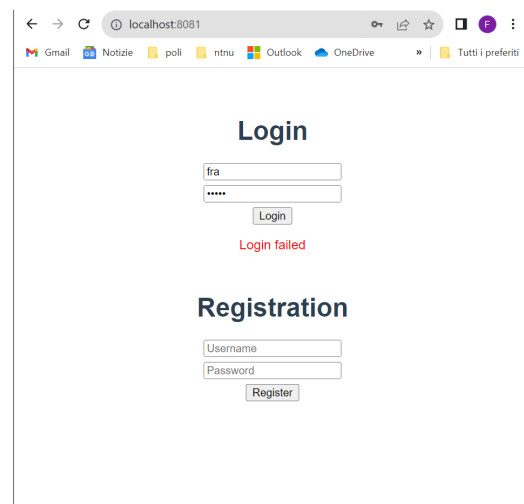 localhost:8081
F
Gmail Notizie poli ntnu Outlook OneDrive » Tutti i preferiti
Login
fra
•••••
Login
Login failed
Registration
Username
Password
Register